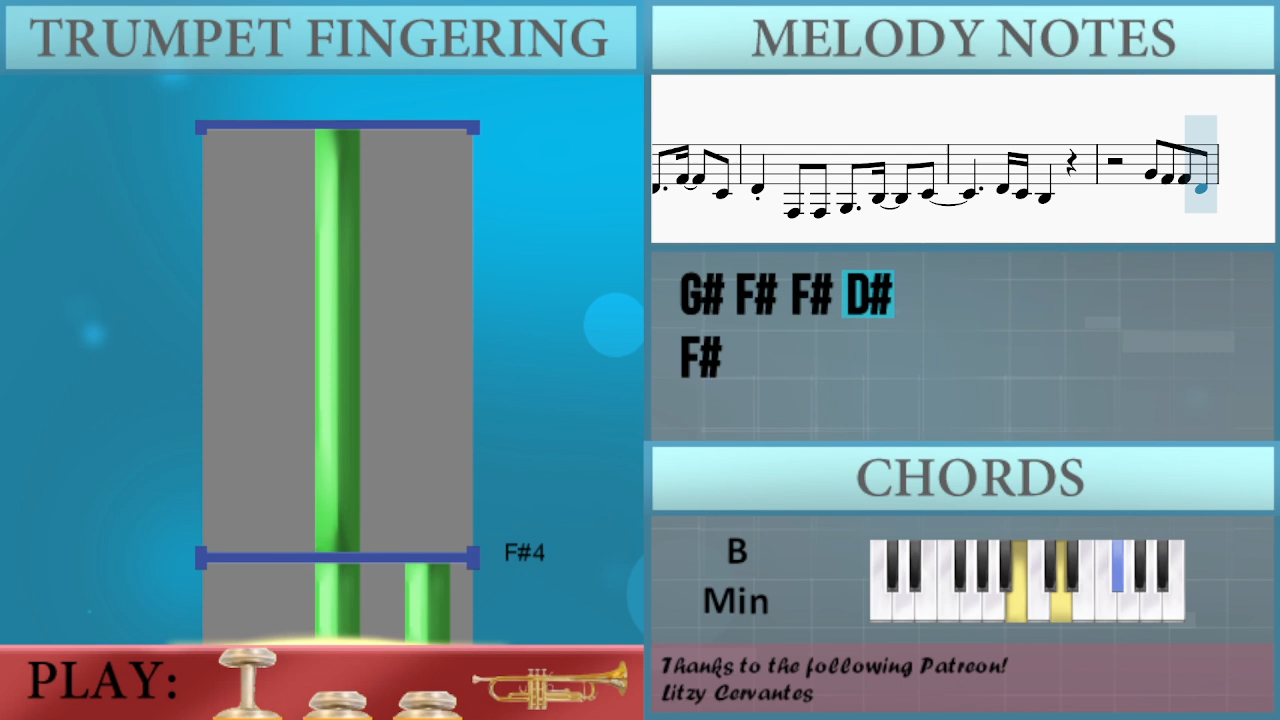 TRUMPET FINGERING
MELODY NOTES
G# F# F# D#
F#
CHORDS
F#4
B
Min
PLAY:
Thanks to the following Patreon!
Litzy Cervantes